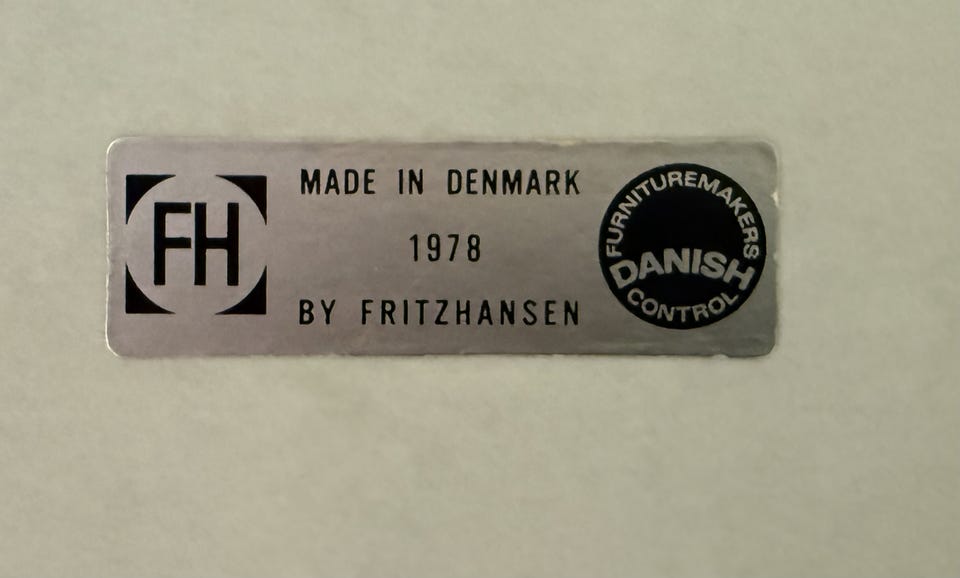 FH
MADE IN DENMARK
1978
BY FRITZHANSEN
FURNITUREMAKERS
DANISH
CONTROL